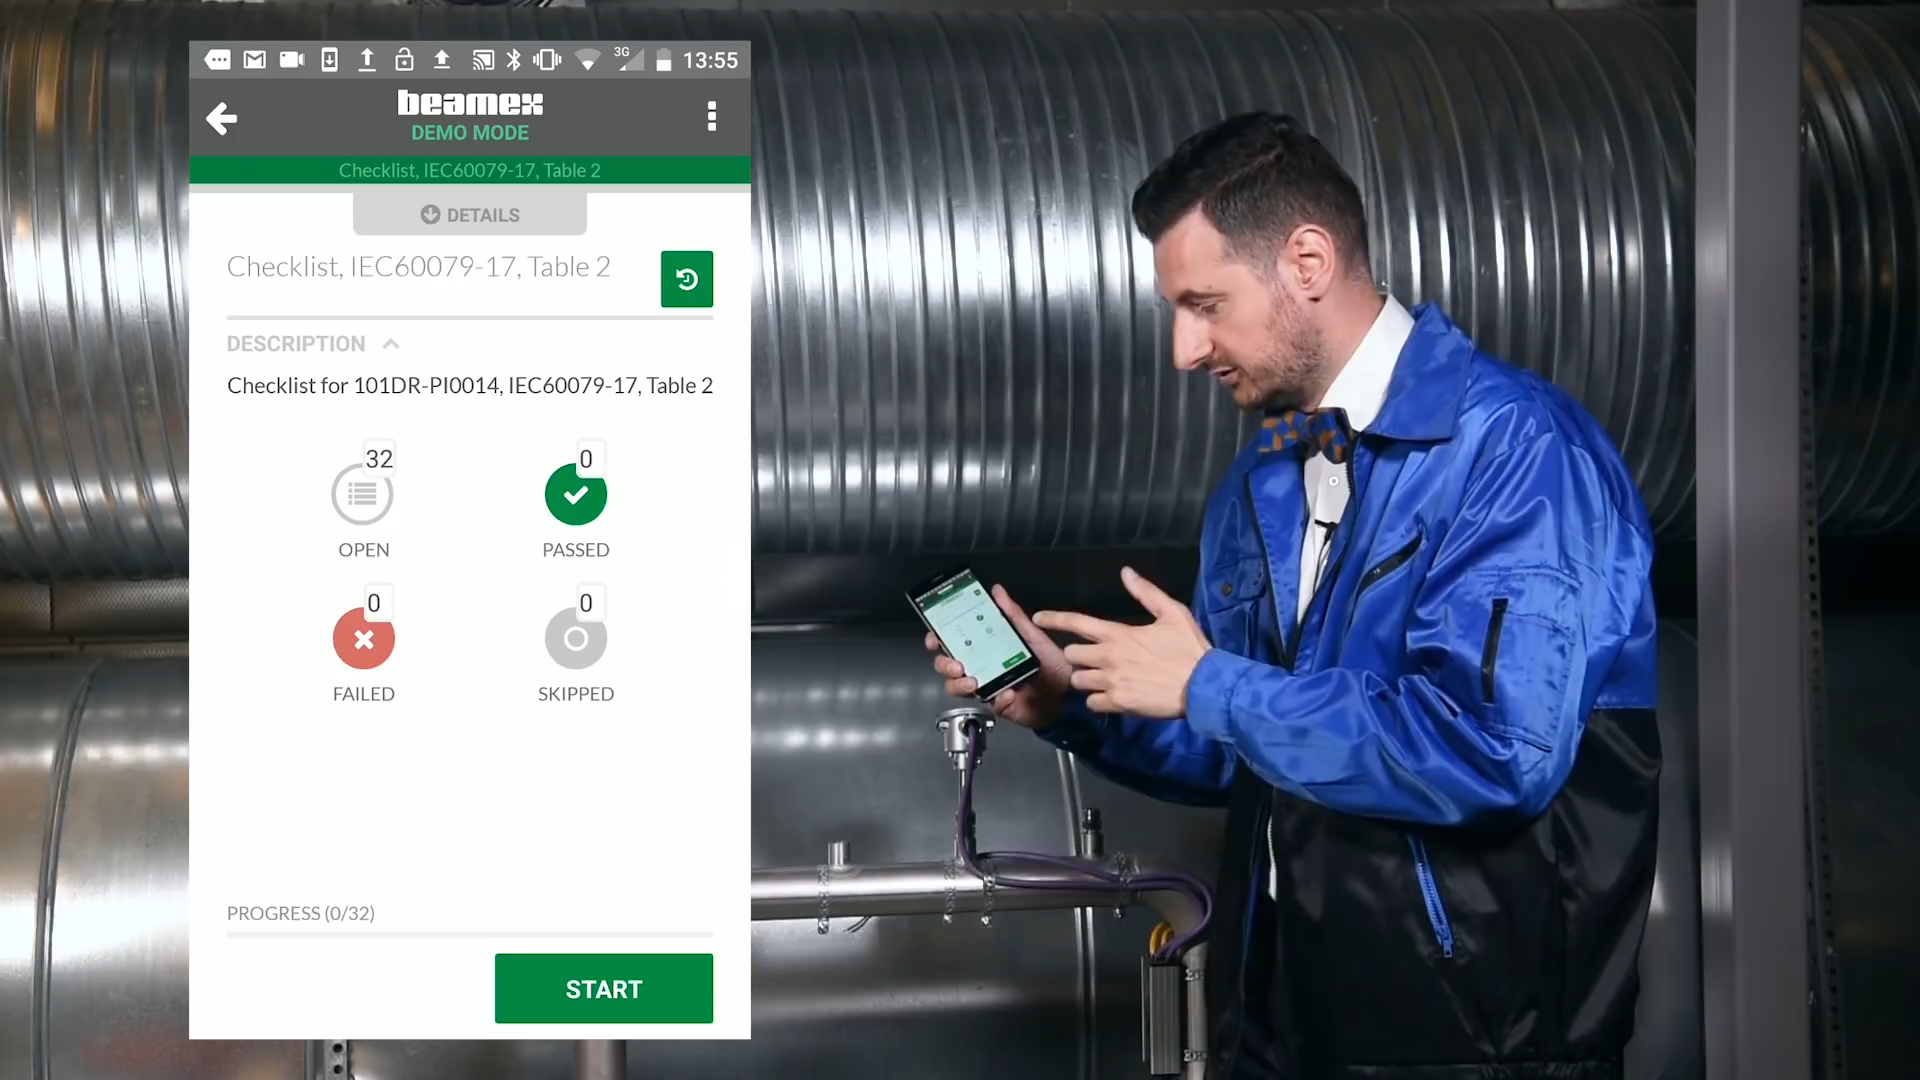 3G 13:55
beamex
DEMO MODE
Checklist, IEC60079-17, Table 2
DETAILS
Checklist, IEC60079-17, Table 2
DESCRIPTION
Checklist for 101DR-PI0014, IEC60079-17, Table 2
32 0
OPEN PASSED
0 0
FAILED SKIPPED
PROGRESS (0/32)
START